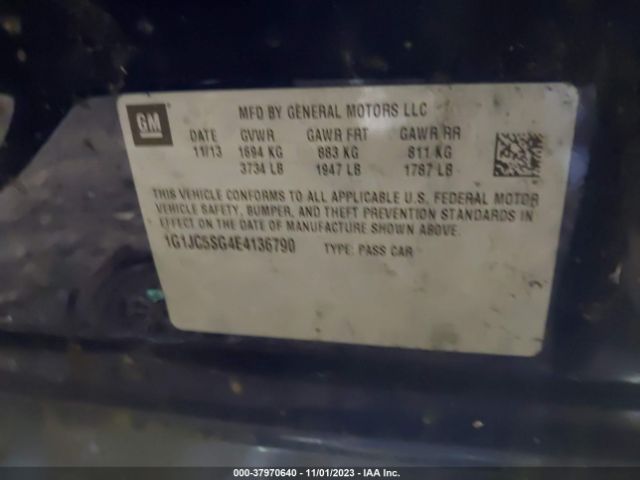 GM
MFD BY GENERAL MOTORS LLC
DATE GVWR GAWR FRT GAWR RR
11/13 1694 KG 883 KG 811 KG
3734 LB 1947 LB 1787 LB
THIS VEHICLE CONFORMS TO ALL APPLICABLE U.S. FEDERAL MOTOR
VEHICLE SAFETY, BUMPER, AND THEFT PREVENTION STANDARDS IN
EFFECT ON THE DATE OF MANUFACTURE SHOWN ABOVE.
1G1JC5SG4E4136790 TYPE: PASS CAR
000-37970640 - 11/01/2023 - IAA Inc.